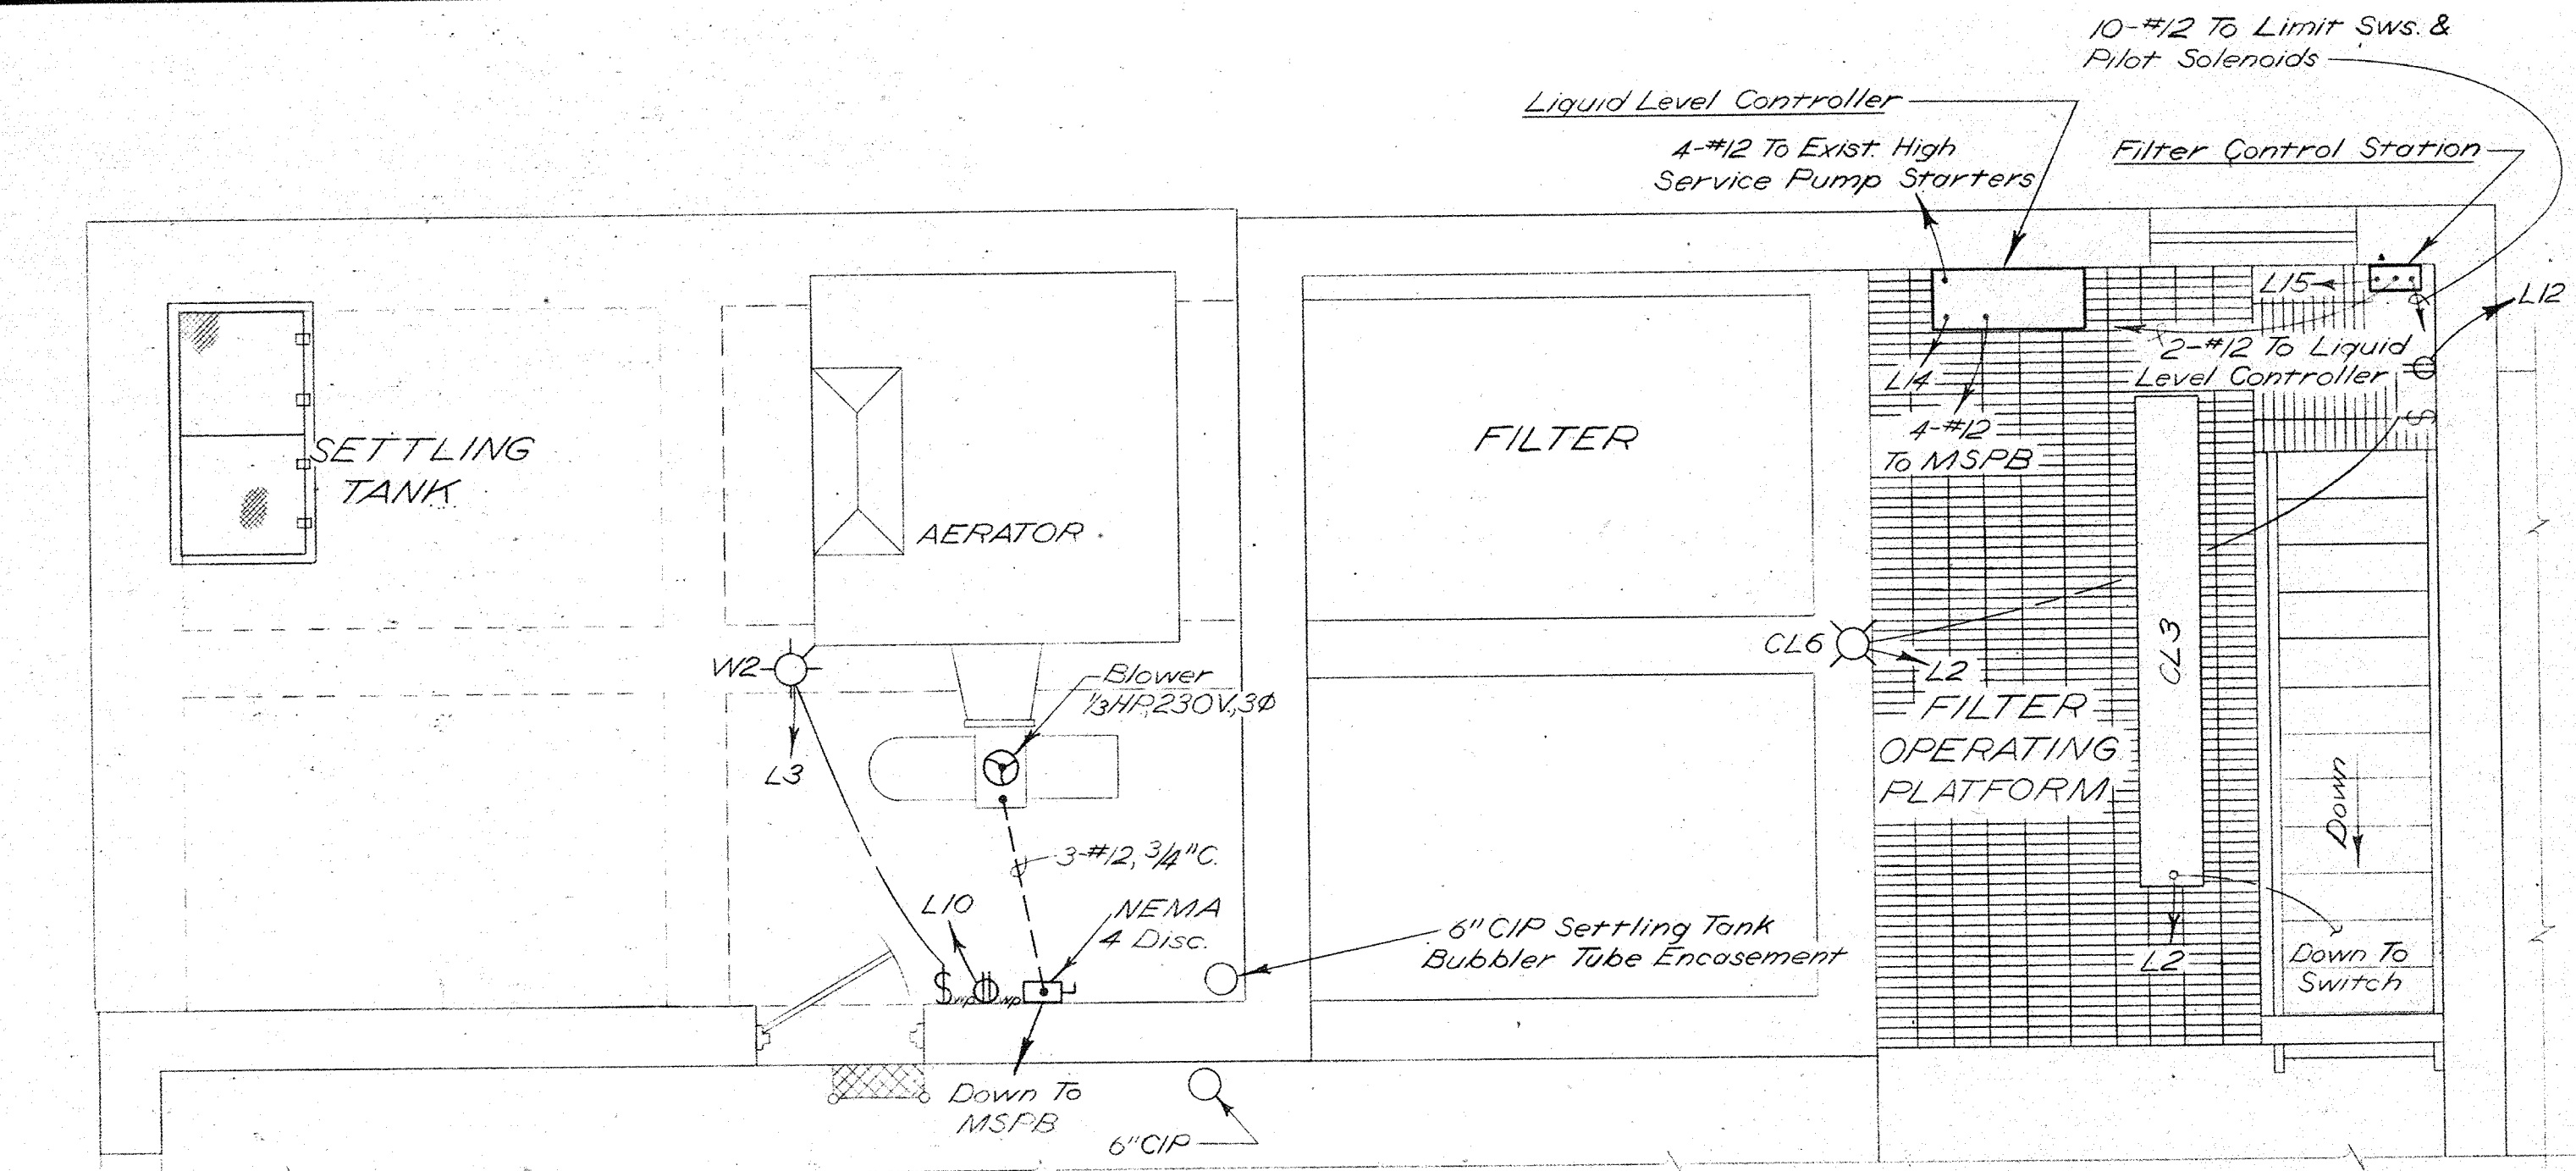 10-#12 To Limit Sws. &
Pilot Solenoids
Liquid Level Controller
4-#12 To Exist. High
Service Pump Starters
Filter Control Station
L15
L12
2-#12 To Liquid
Level Controller
L14
4-#12
To MSPB
$
SETTLING
TANK
AERATOR
FILTER
W2
L3
Blower
1/3HP,230V,3Ø
CL6
L2
CL3
FILTER
OPERATING
PLATFORM
Down
3-#12, 3/4"C.
L10
NEMA
4 Disc.
$WP
WP
6"CIP Settling Tank
Bubbler Tube Encasement
L2
Down To
Switch
Down To
MSPB
6"CIP